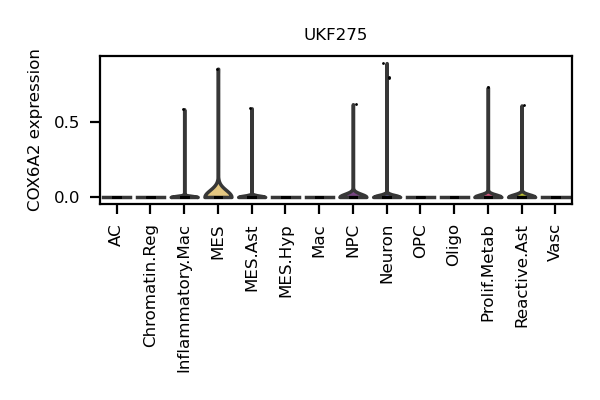 UKF275
COX6A2 expression
0.5
0.0
AC
Chromatin.Reg
Inflammatory.Mac
MES
MES.Ast
MES.Hyp
Mac
NPC
Neuron
OPC
Oligo
Prolif.Metab
Reactive.Ast
Vasc